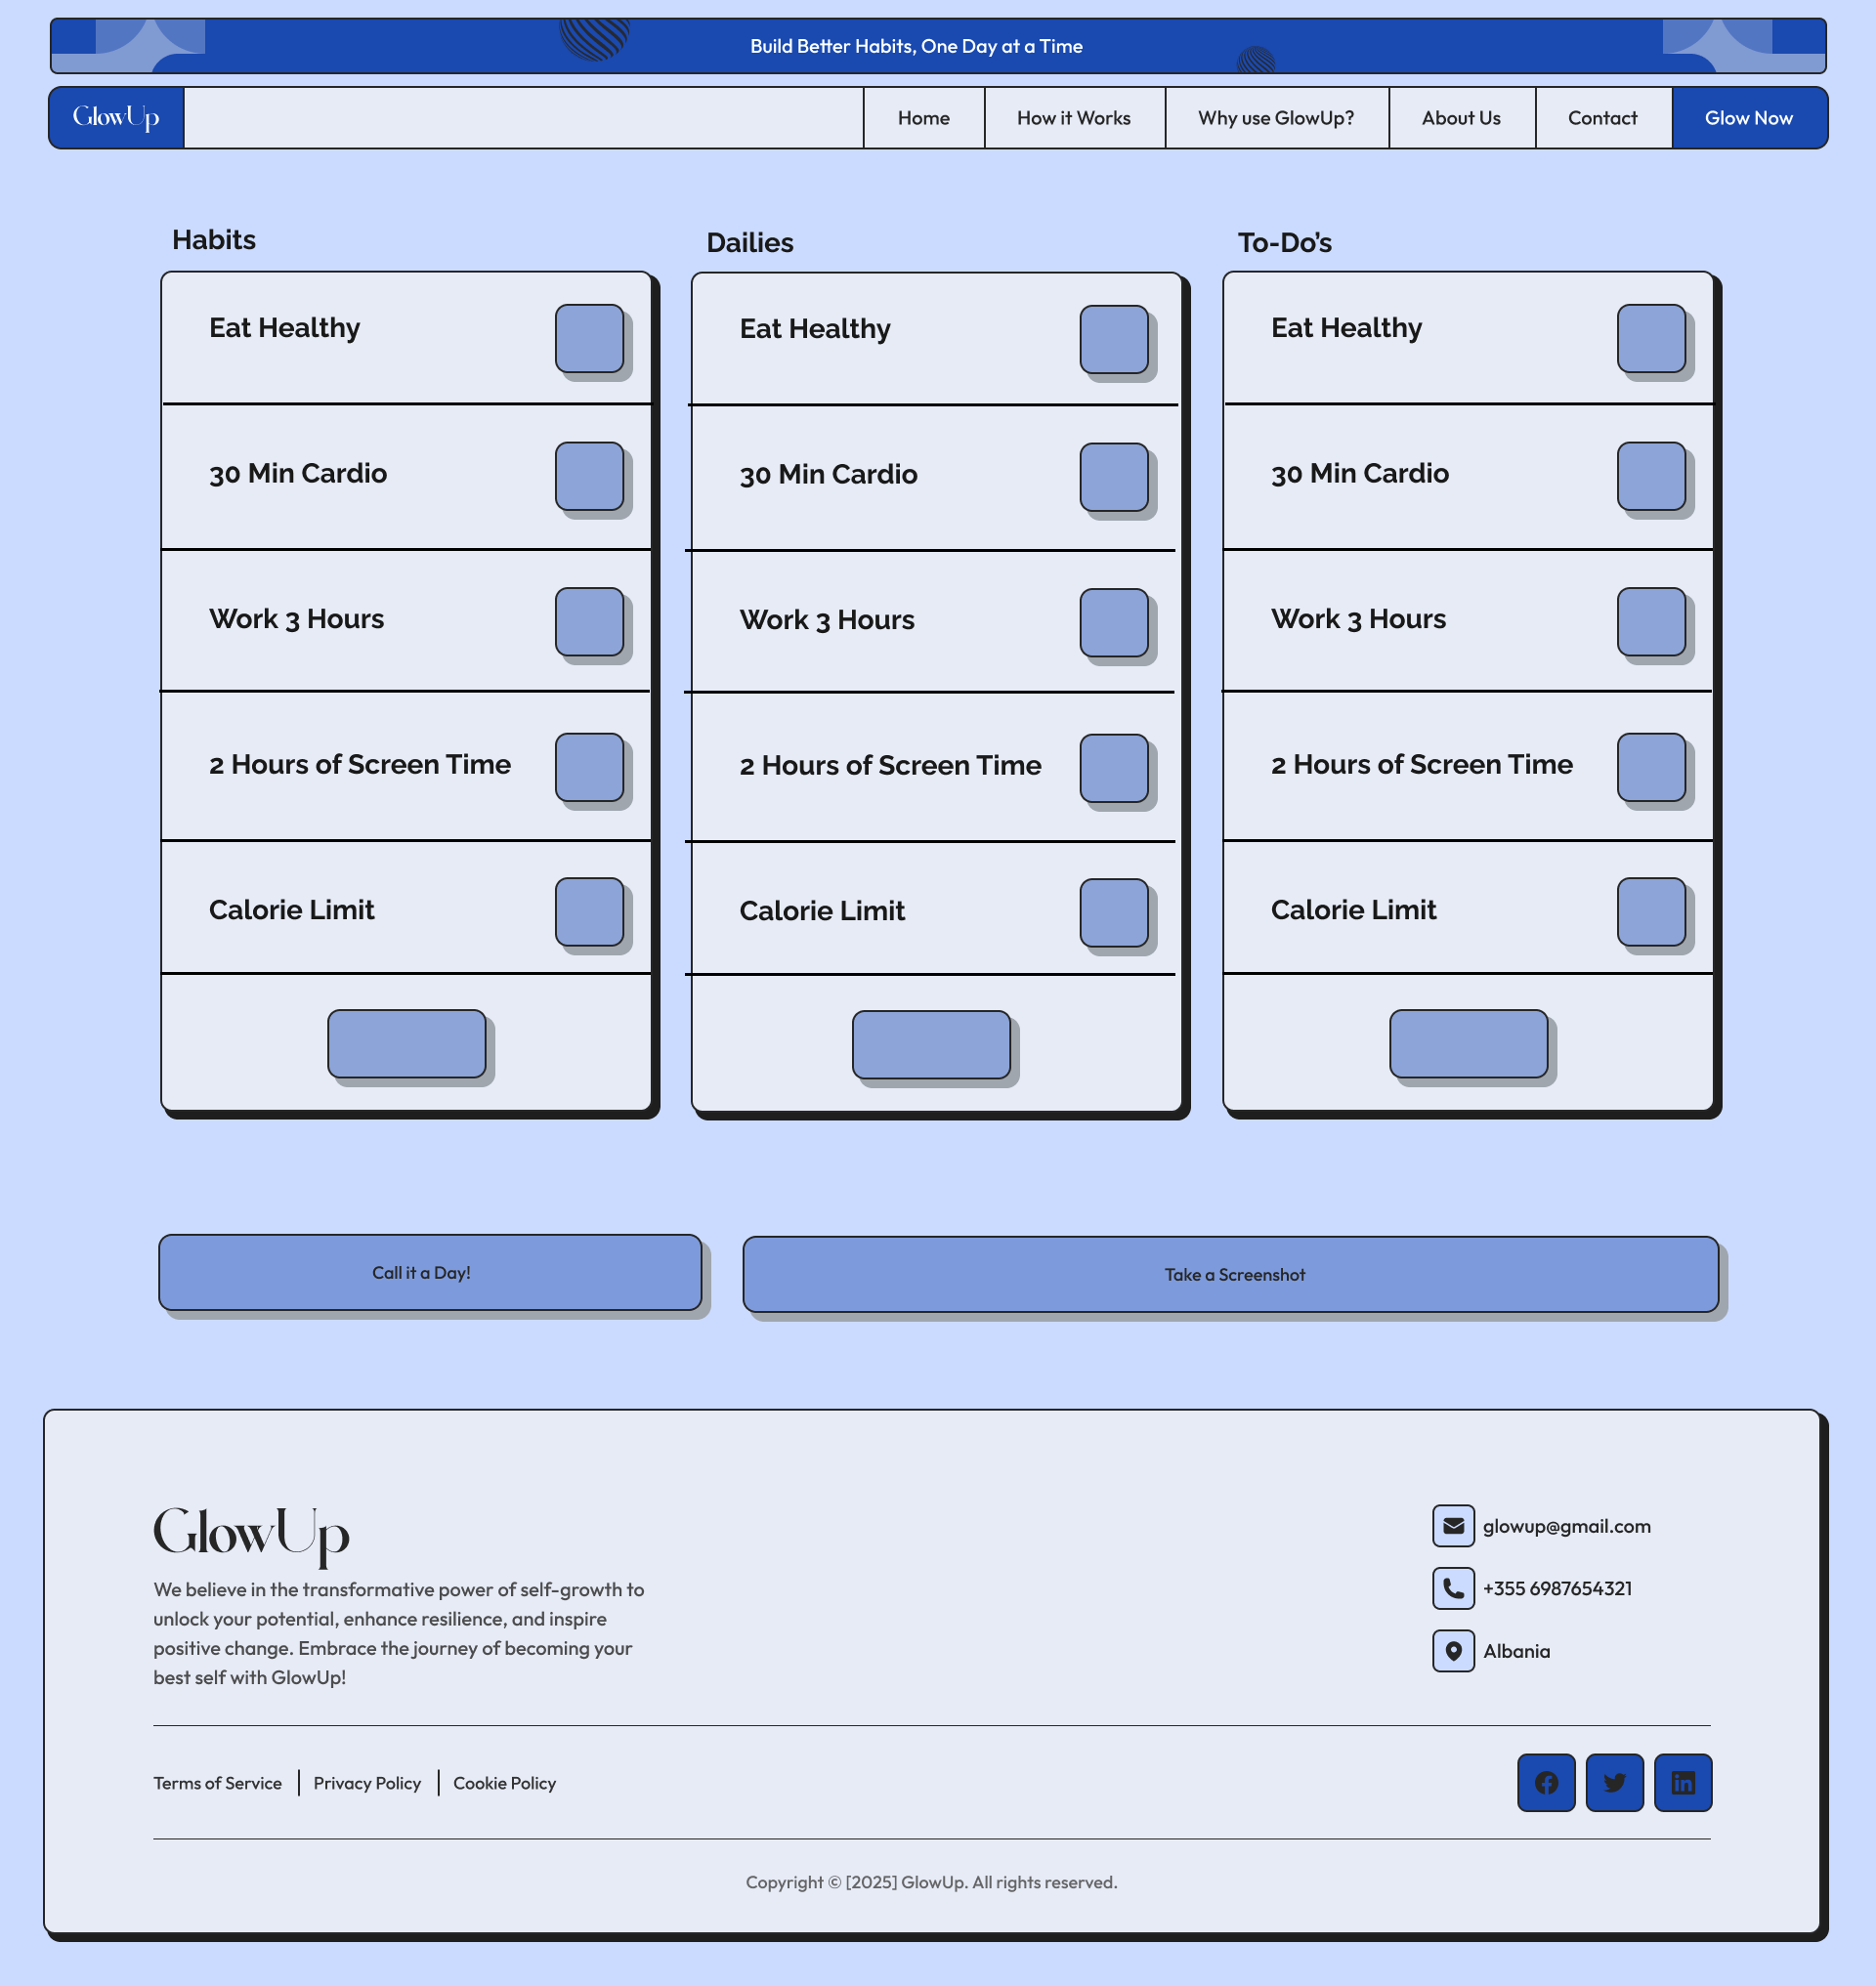 Build Better Habits, One Day at a Time
GlowUp
Home
How it Works
Why use GlowUp?
About Us
Contact
Glow Now
Habits
Eat Healthy
30 Min Cardio
Work 3 Hours
2 Hours of Screen Time
Calorie Limit
Dailies
Eat Healthy
30 Min Cardio
Work 3 Hours
2 Hours of Screen Time
Calorie Limit
To-Do’s
Eat Healthy
30 Min Cardio
Work 3 Hours
2 Hours of Screen Time
Calorie Limit
Call it a Day!
Take a Screenshot
GlowUp
We believe in the transformative power of self-growth to
unlock your potential, enhance resilience, and inspire
positive change. Embrace the journey of becoming your
best self with GlowUp!
glowup@gmail.com
+355 6987654321
Albania
Terms of Service
Privacy Policy
Cookie Policy
Copyright © [2025] GlowUp. All rights reserved.